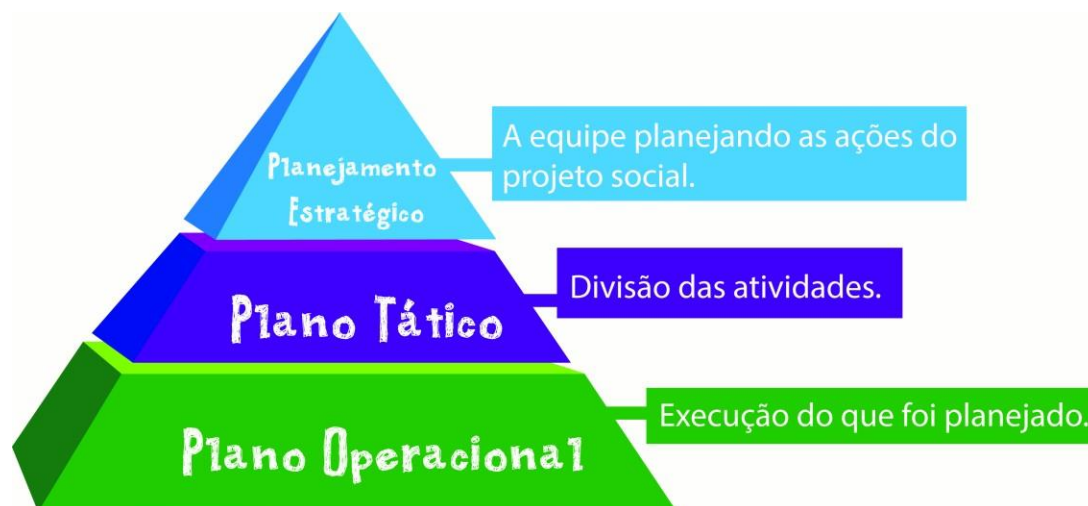 Planejamento
Estratégico
A equipe planejando as ações do
projeto social.
Plano Tático
Divisão das atividades.
Plano Operacional
Execução do que foi planejado.